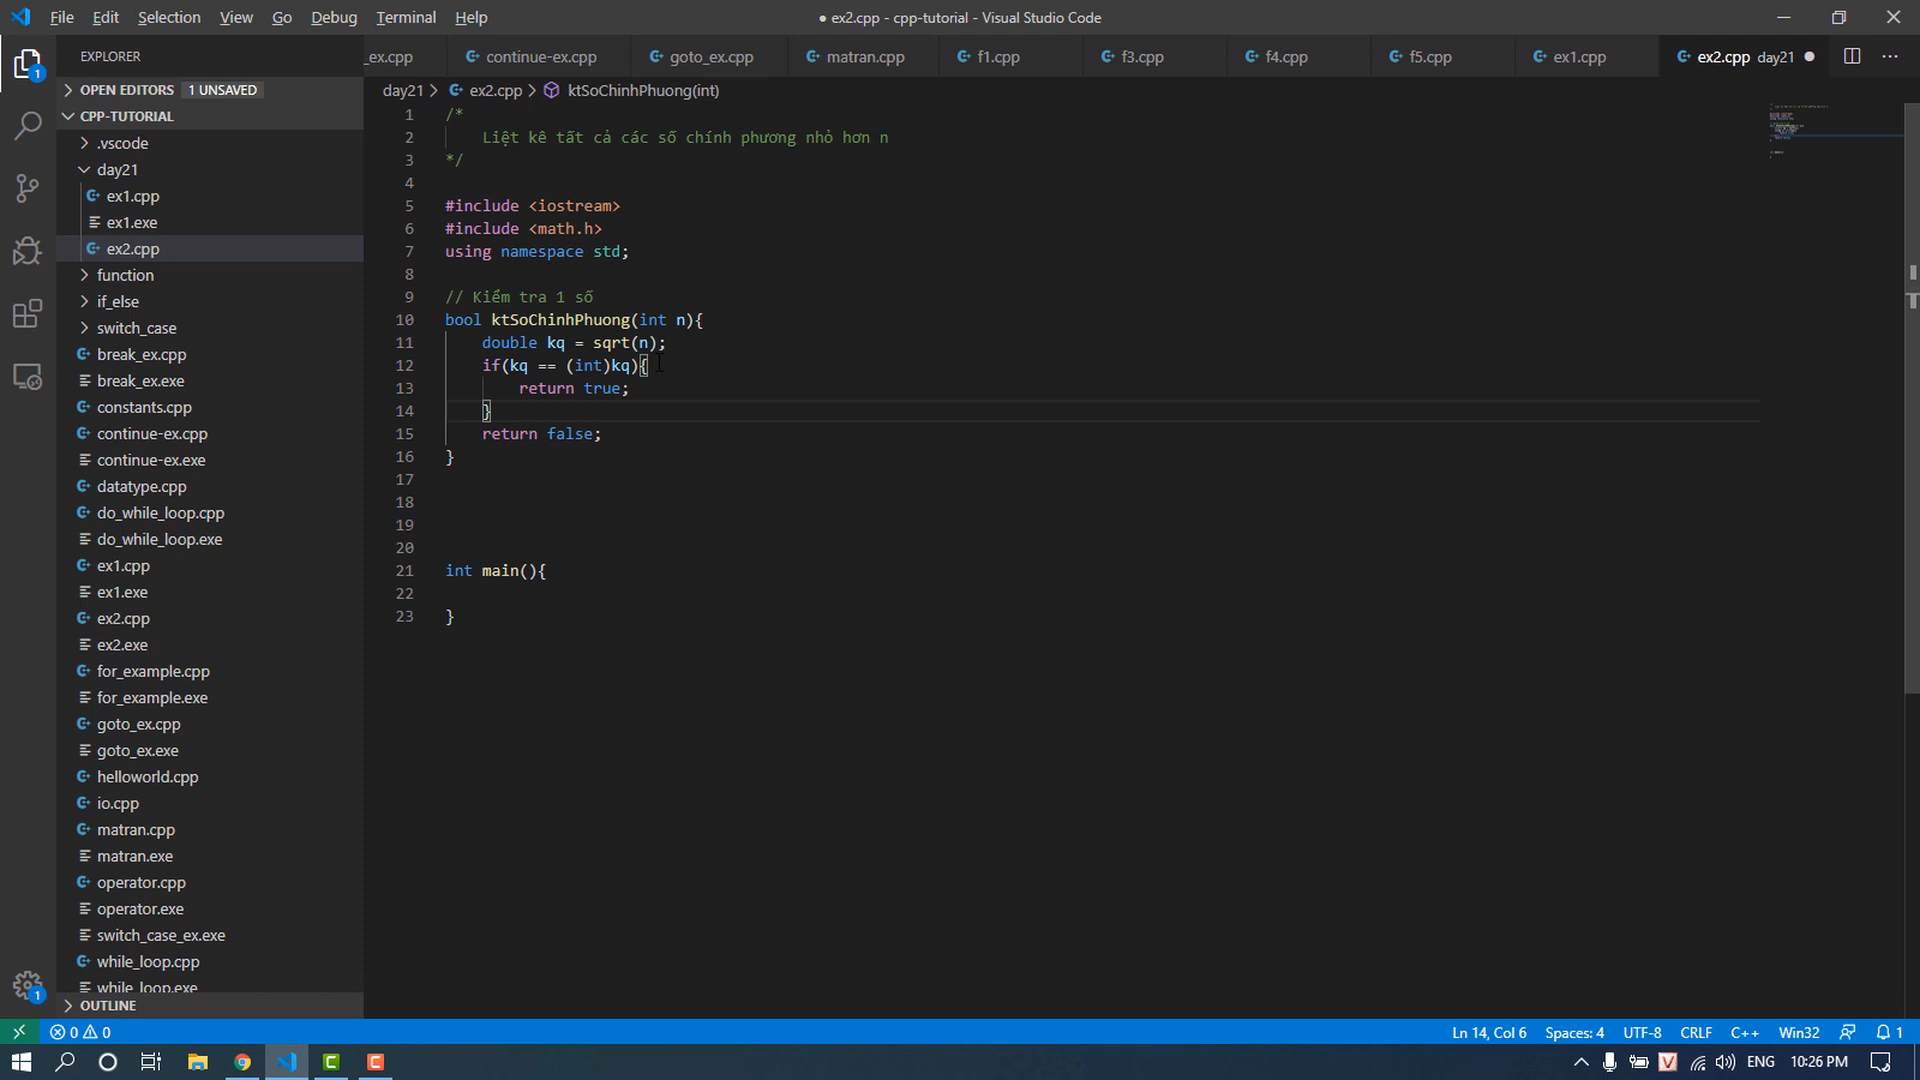 File Edit Selection View Go Debug Terminal Help
● ex2.cpp - cpp-tutorial - Visual Studio Code
EXPLORER
_ex.cpp continue-ex.cpp goto_ex.cpp matran.cpp f1.cpp f3.cpp f4.cpp f5.cpp ex1.cpp ex2.cpp day21 ●
OPEN EDITORS 1 UNSAVED
CPP-TUTORIAL
.vscode
day21
ex1.cpp
ex1.exe
ex2.cpp
function
if_else
switch_case
break_ex.cpp
break_ex.exe
constants.cpp
continue-ex.cpp
continue-ex.exe
datatype.cpp
do_while_loop.cpp
do_while_loop.exe
ex1.cpp
ex1.exe
ex2.cpp
ex2.exe
for_example.cpp
for_example.exe
goto_ex.cpp
goto_ex.exe
helloworld.cpp
io.cpp
matran.cpp
matran.exe
operator.cpp
operator.exe
switch_case_ex.exe
while_loop.cpp
while_loop.exe
OUTLINE
1
1
day21 > ex2.cpp > ktSoChinhPhuong(int)
1 /*
2 Liệt kê tất cả các số chính phương nhỏ hơn n
3 */
4
5 #include <iostream>
6 #include <math.h>
7 using namespace std;
8
9 // Kiểm tra 1 số
10 bool ktSoChinhPhuong(int n){
11 double kq = sqrt(n);
12 if(kq == (int)kq){
13 return true;
14 }
15 return false;
16 }
17
18
19
20
21 int main(){
22
23 }
0 0 Ln 14, Col 6 Spaces: 4 UTF-8 CRLF C++ Win32 1
ENG 10:26 PM